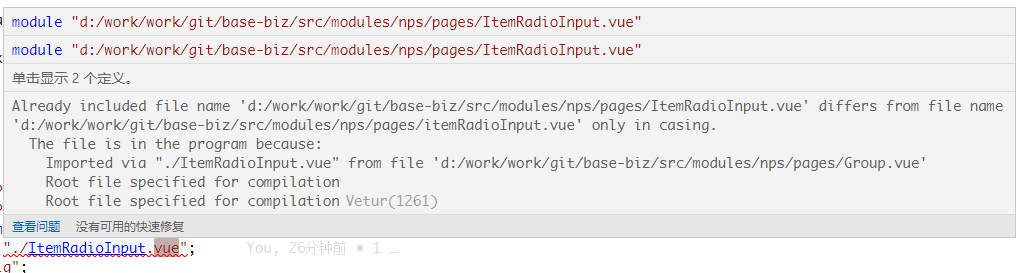 module "d:/work/work/git/base-biz/src/modules/nps/pages/ItemRadioInput.vue"
module "d:/work/work/git/base-biz/src/modules/nps/pages/ItemRadioInput.vue"
单击显示 2 个定义。
Already included file name 'd:/work/work/git/base-biz/src/modules/nps/pages/ItemRadioInput.vue' differs from file name
'd:/work/work/git/base-biz/src/modules/nps/pages/itemRadioInput.vue' only in casing.
The file is in the program because:
Imported via "./ItemRadioInput.vue" from file 'd:/work/work/git/base-biz/src/modules/nps/pages/Group.vue'
Root file specified for compilation
Root file specified for compilation Vetur(1261)
查看问题 没有可用的快速修复
"./ItemRadioInput.vue"; You, 26分钟前 • 1 …